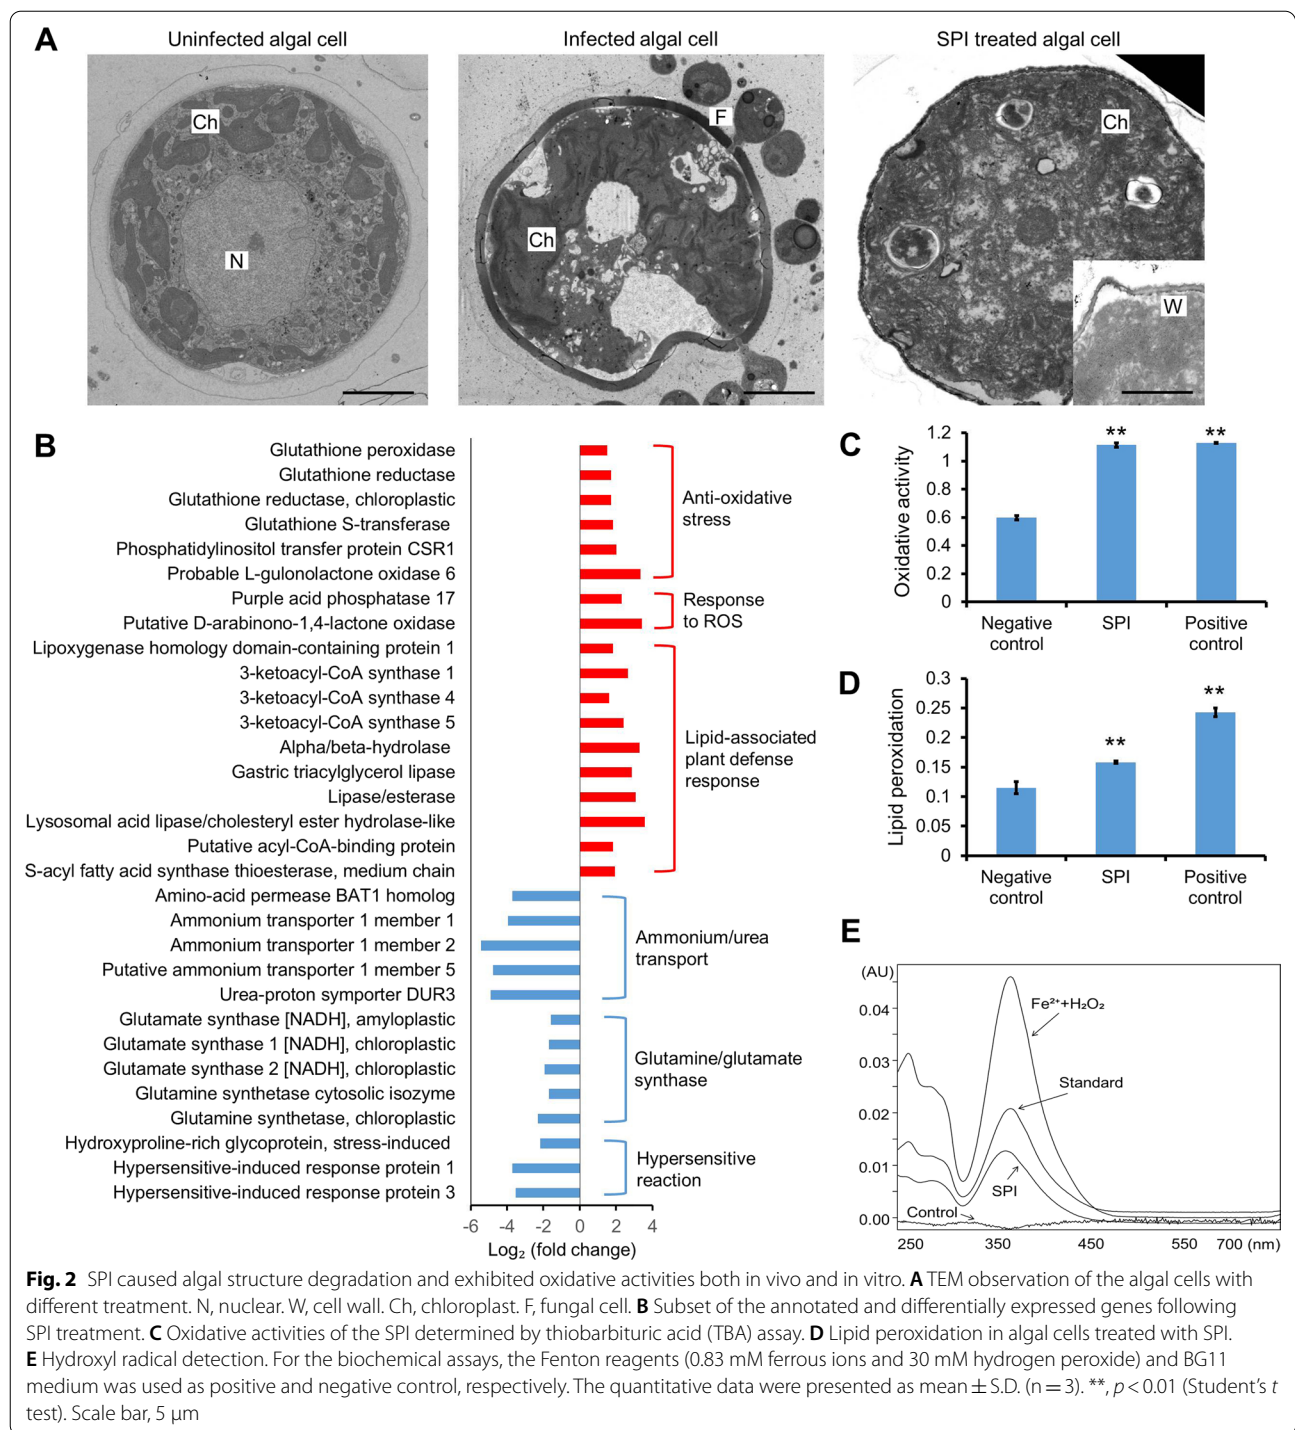 A
Uninfected algal cell
Infected algal cell
SPI treated algal cell
Ch
N
F
Ch
Ch
W
B
Glutathione peroxidase
Glutathione reductase
Glutathione reductase, chloroplastic
Glutathione S-transferase
Phosphatidylinositol transfer protein CSR1
Probable L-gulonolactone oxidase 6
Purple acid phosphatase 17
Putative D-arabinono-1,4-lactone oxidase
Lipoxygenase homology domain-containing protein 1
3-ketoacyl-CoA synthase 1
3-ketoacyl-CoA synthase 4
3-ketoacyl-CoA synthase 5
Alpha/beta-hydrolase
Gastric triacylglycerol lipase
Lipase/esterase
Lysosomal acid lipase/cholesteryl ester hydrolase-like
Putative acyl-CoA-binding protein
S-acyl fatty acid synthase thioesterase, medium chain
Amino-acid permease BAT1 homolog
Ammonium transporter 1 member 1
Ammonium transporter 1 member 2
Putative ammonium transporter 1 member 5
Urea-proton symporter DUR3
Glutamate synthase [NADH], amyloplastic
Glutamate synthase 1 [NADH], chloroplastic
Glutamate synthase 2 [NADH], chloroplastic
Glutamine synthetase cytosolic isozyme
Glutamine synthetase, chloroplastic
Hydroxyproline-rich glycoprotein, stress-induced
Hypersensitive-induced response protein 1
Hypersensitive-induced response protein 3
Anti-oxidative
stress
Response
to ROS
Lipid-associated
plant defense
response
Ammonium/urea
transport
Glutamine/glutamate
synthase
Hypersensitive
reaction
-6 -4 -2 0 2 4
Log₂ (fold change)
C
Oxidative activity
1.2
1
0.8
0.6
0.4
0.2
0
** **
Negative
control
SPI
Positive
control
D
Lipid peroxidation
0.3
0.25
0.2
0.15
0.1
0.05
0
**
**
Negative
control
SPI
Positive
control
E
(AU)
0.04
0.03
0.02
0.01
0.00
Fe²⁺+H₂O₂
Standard
SPI
Control
250 350 450 550 700 (nm)
Fig. 2 SPI caused algal structure degradation and exhibited oxidative activities both in vivo and in vitro. A TEM observation of the algal cells with
different treatment. N, nuclear. W, cell wall. Ch, chloroplast. F, fungal cell. B Subset of the annotated and differentially expressed genes following
SPI treatment. C Oxidative activities of the SPI determined by thiobarbituric acid (TBA) assay. D Lipid peroxidation in algal cells treated with SPI.
E Hydroxyl radical detection. For the biochemical assays, the Fenton reagents (0.83 mM ferrous ions and 30 mM hydrogen peroxide) and BG11
medium was used as positive and negative control, respectively. The quantitative data were presented as mean ± S.D. (n = 3). **, p < 0.01 (Student's t
test). Scale bar, 5 µm